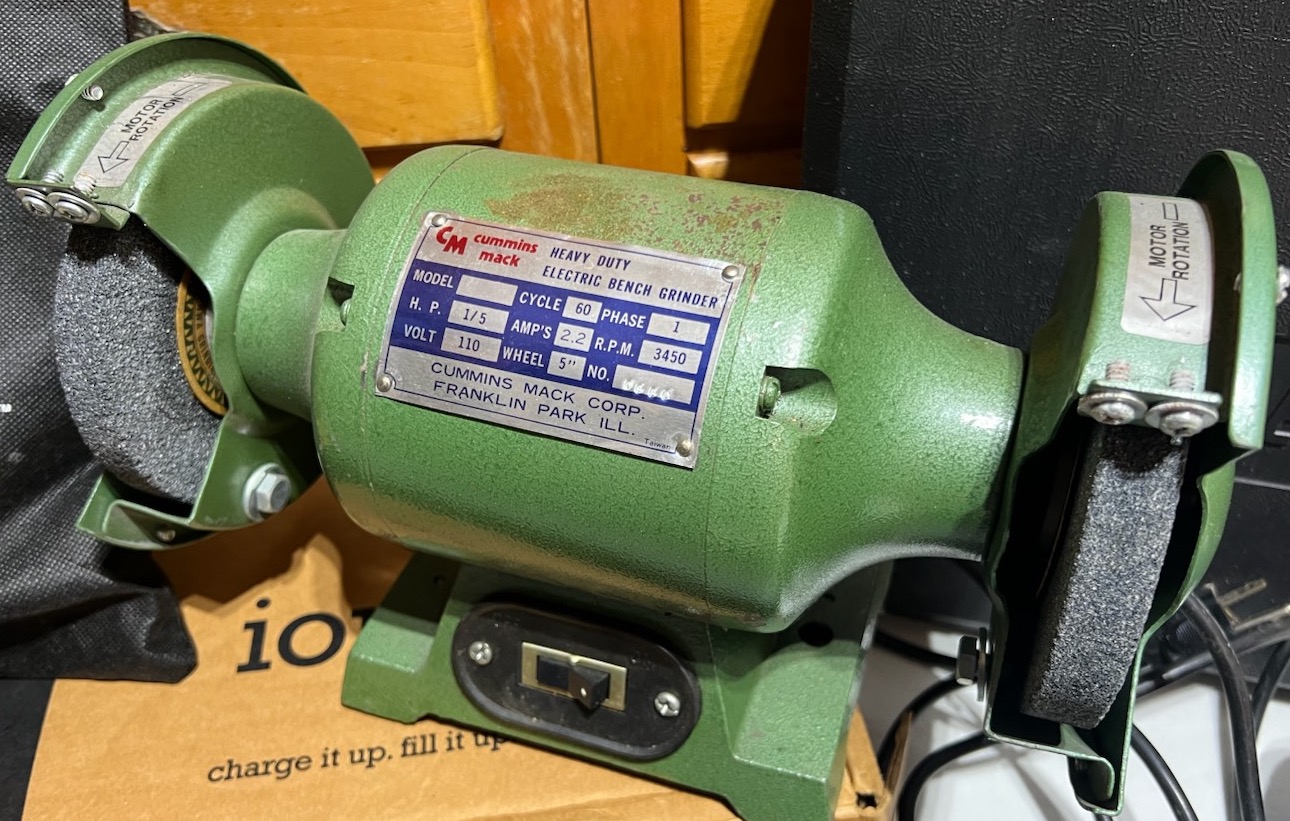 MOTOR
ROTATION
CM cummins
mack
HEAVY DUTY
ELECTRIC BENCH GRINDER
MODEL CYCLE 60 PHASE 1
H. P. 1/5 AMP'S 2.2 R.P.M. 3450
VOLT 110 WHEEL 5" NO.
CUMMINS MACK CORP.
FRANKLIN PARK ILL.
Taiwan
MOTOR
ROTATION
charge it up. fill it up